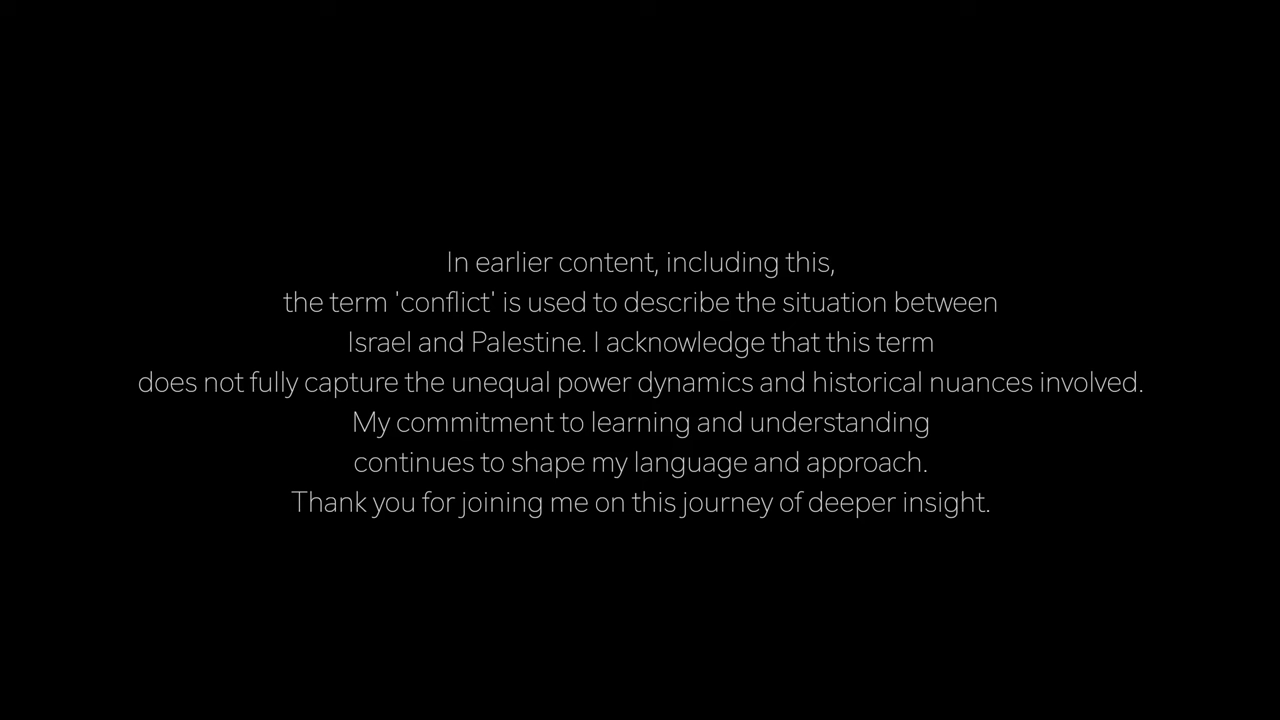 In earlier content, including this,
the term 'conflict' is used to describe the situation between
Israel and Palestine. I acknowledge that this term
does not fully capture the unequal power dynamics and historical nuances involved.
My commitment to learning and understanding
continues to shape my language and approach.
Thank you for joining me on this journey of deeper insight.